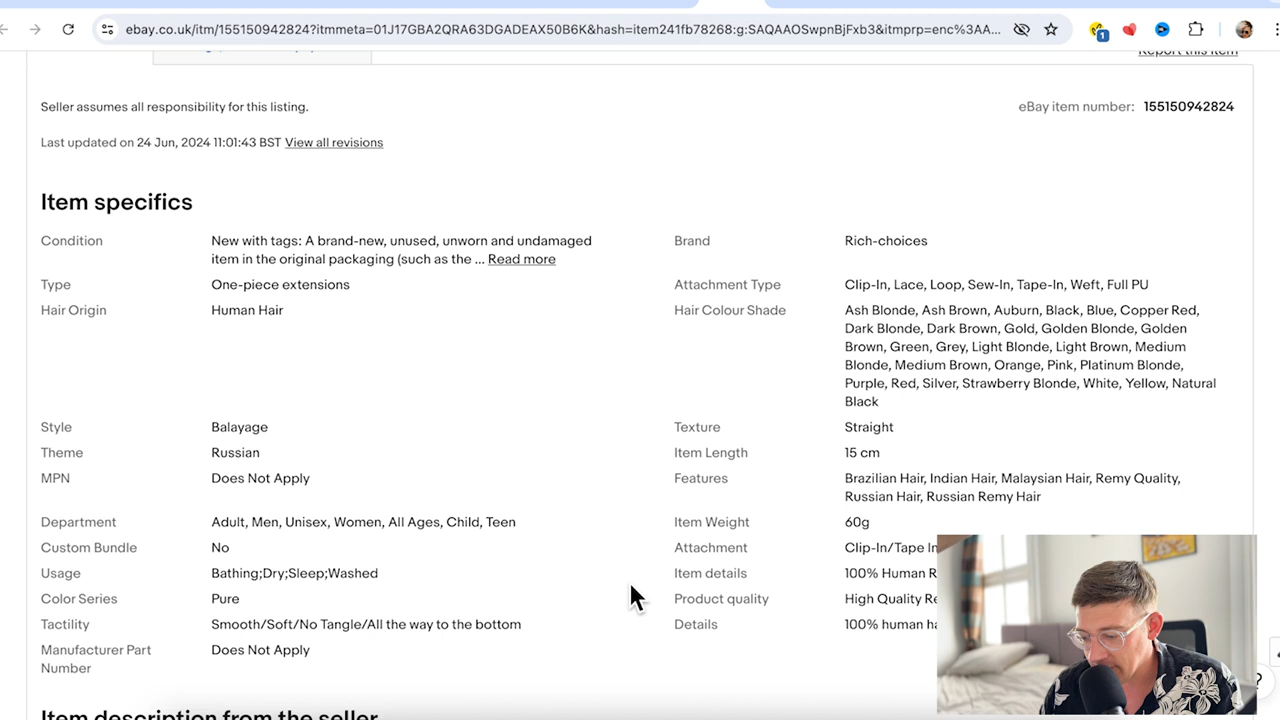 ebay.co.uk/itm/155150942824?itmmeta=01J17GBA2QRA63DGADEAX50B6K&hash=item241fb78268:g:SAQAAOSwpnBjFxb3&itmprp=enc%3AA...
1
Report this item
Seller assumes all responsibility for this listing.
eBay item number: 155150942824
Last updated on 24 Jun, 2024 11:01:43 BST View all revisions
Item specifics
Condition
New with tags: A brand-new, unused, unworn and undamaged
item in the original packaging (such as the ... Read more
Brand
Rich-choices
Type
One-piece extensions
Attachment Type
Clip-In, Lace, Loop, Sew-In, Tape-In, Weft, Full PU
Hair Origin
Human Hair
Hair Colour Shade
Ash Blonde, Ash Brown, Auburn, Black, Blue, Copper Red,
Dark Blonde, Dark Brown, Gold, Golden Blonde, Golden
Brown, Green, Grey, Light Blonde, Light Brown, Medium
Blonde, Medium Brown, Orange, Pink, Platinum Blonde,
Purple, Red, Silver, Strawberry Blonde, White, Yellow, Natural
Black
Style
Balayage
Texture
Straight
Theme
Russian
Item Length
15 cm
MPN
Does Not Apply
Features
Brazilian Hair, Indian Hair, Malaysian Hair, Remy Quality,
Russian Hair, Russian Remy Hair
Department
Adult, Men, Unisex, Women, All Ages, Child, Teen
Item Weight
60g
Custom Bundle
No
Attachment
Clip-In/Tape In
Usage
Bathing;Dry;Sleep;Washed
Item details
100% Human R
Color Series
Pure
Product quality
High Quality Re
Tactility
Smooth/Soft/No Tangle/All the way to the bottom
Details
100% human ha
Manufacturer Part
Number
Does Not Apply
Item description from the seller